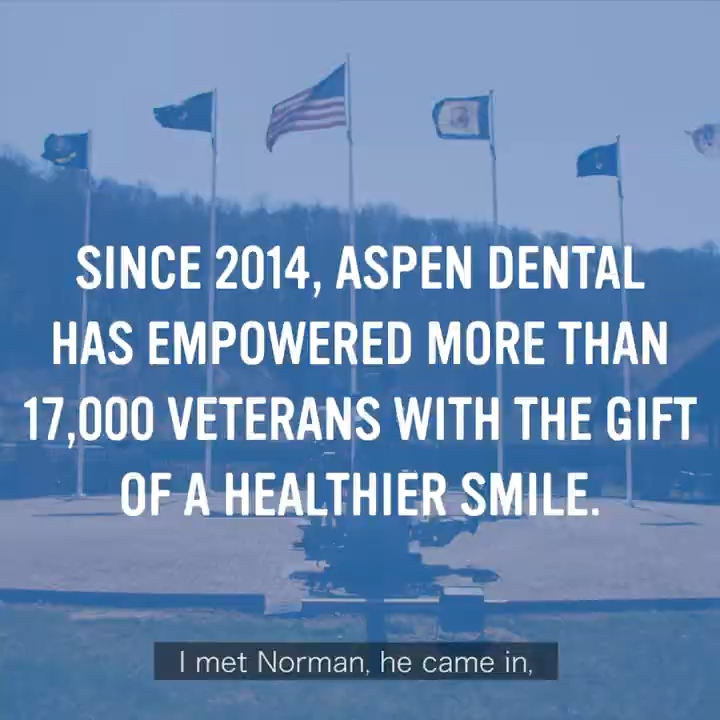 SINCE 2014, ASPEN DENTAL
HAS EMPOWERED MORE THAN
17,000 VETERANS WITH THE GIFT
OF A HEALTHIER SMILE.
I met Norman, he came in,